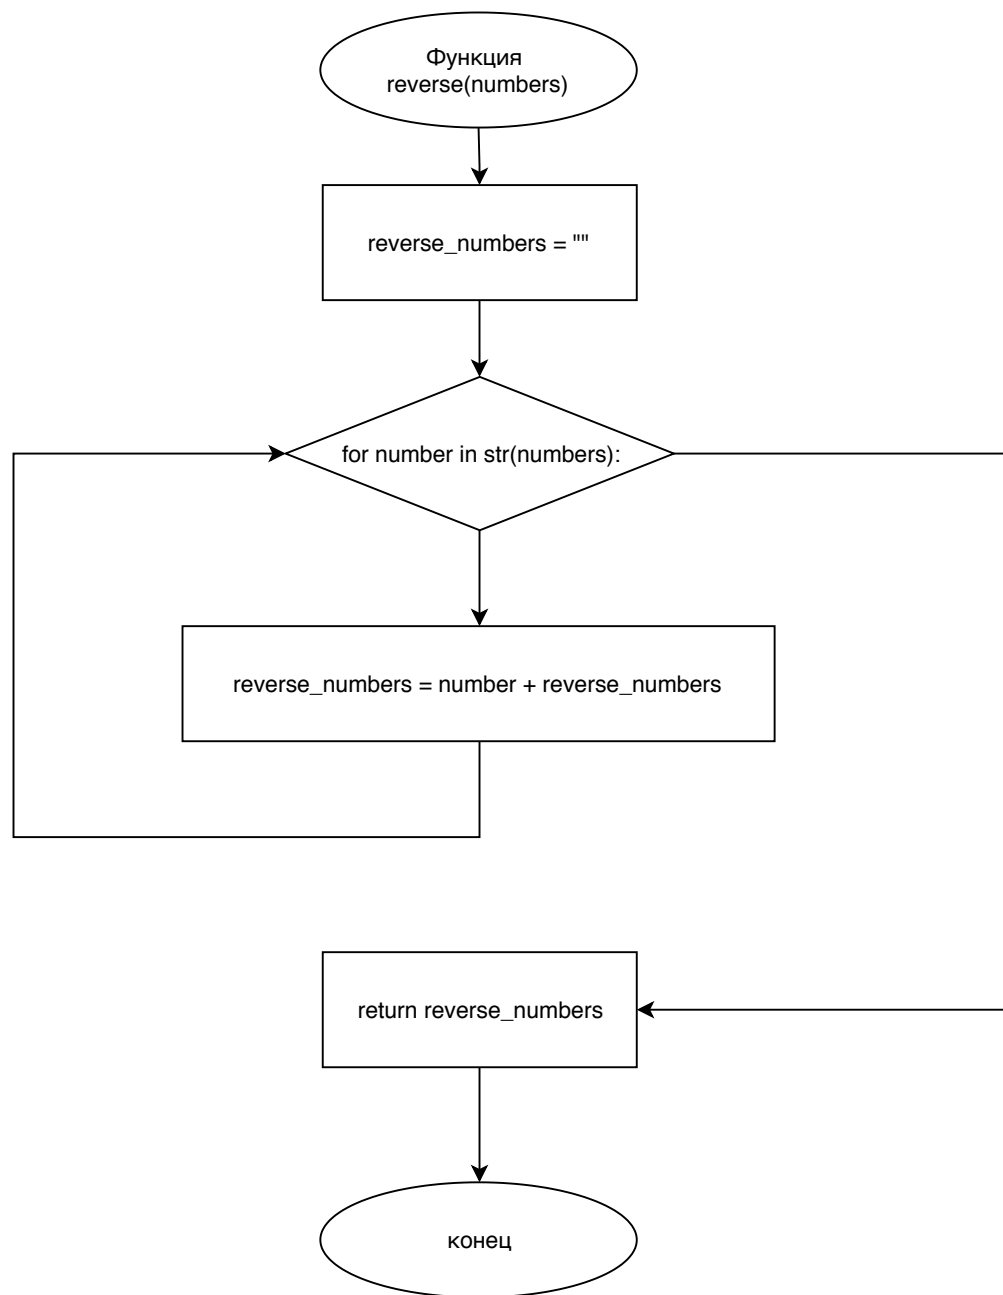 Функция
reverse(numbers)
reverse_numbers = ""
for number in str(numbers):
reverse_numbers = number + reverse_numbers
return reverse_numbers
конец